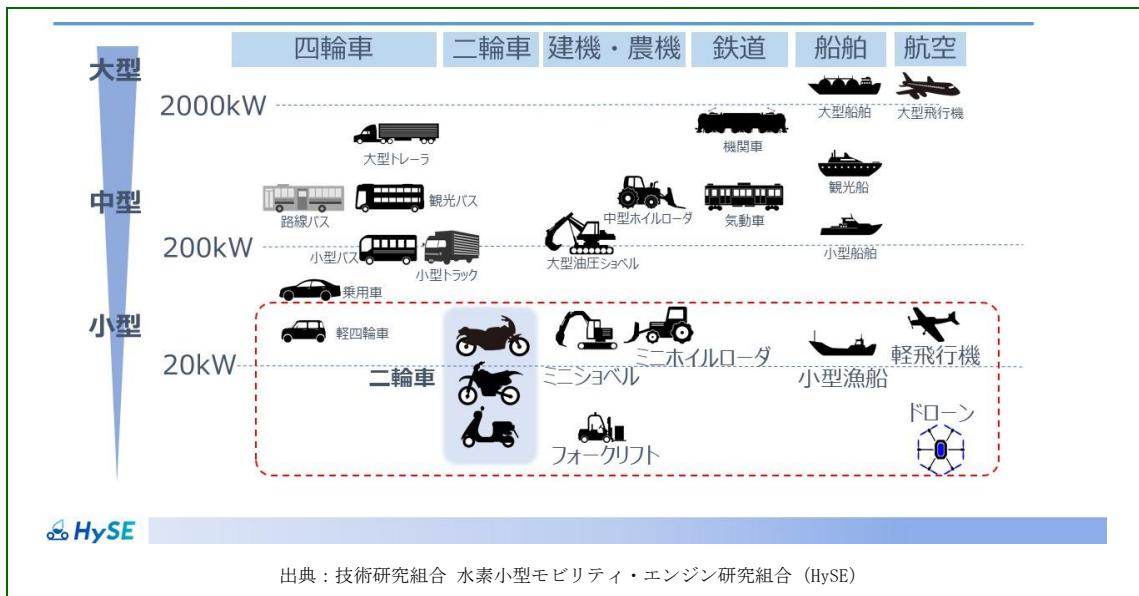 四輪車 二輪車 建機・農機 鉄道 船舶 航空
大型
2000kW
大型船舶
大型飛行機
大型トレーラ
機関車
中型
観光バス
路線バス
中型ホイルローダ
気動車
観光船
200kW
小型バス
小型トラック
大型油圧ショベル
小型船舶
乗用車
小型
軽四輪車
ミニホイルローダ
軽飛行機
20kW
二輪車
ミニショベル
小型漁船
ドローン
フォークリフト
HySE
出典：技術研究組合 水素小型モビリティ・エンジン研究組合（HySE）